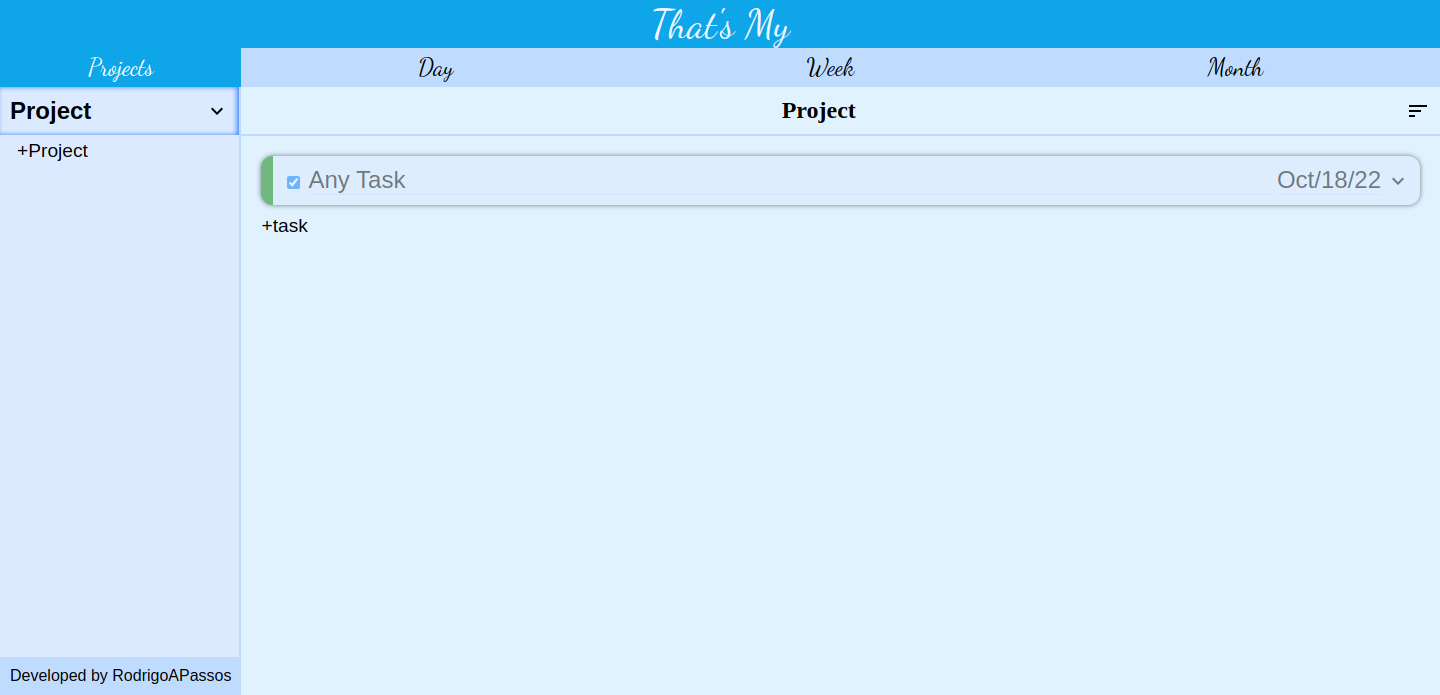 That's My
Projects
Day
Week
Month
Project
Project
+Project
Any Task
Oct/18/22
+task
Developed by RodrigoAPassos